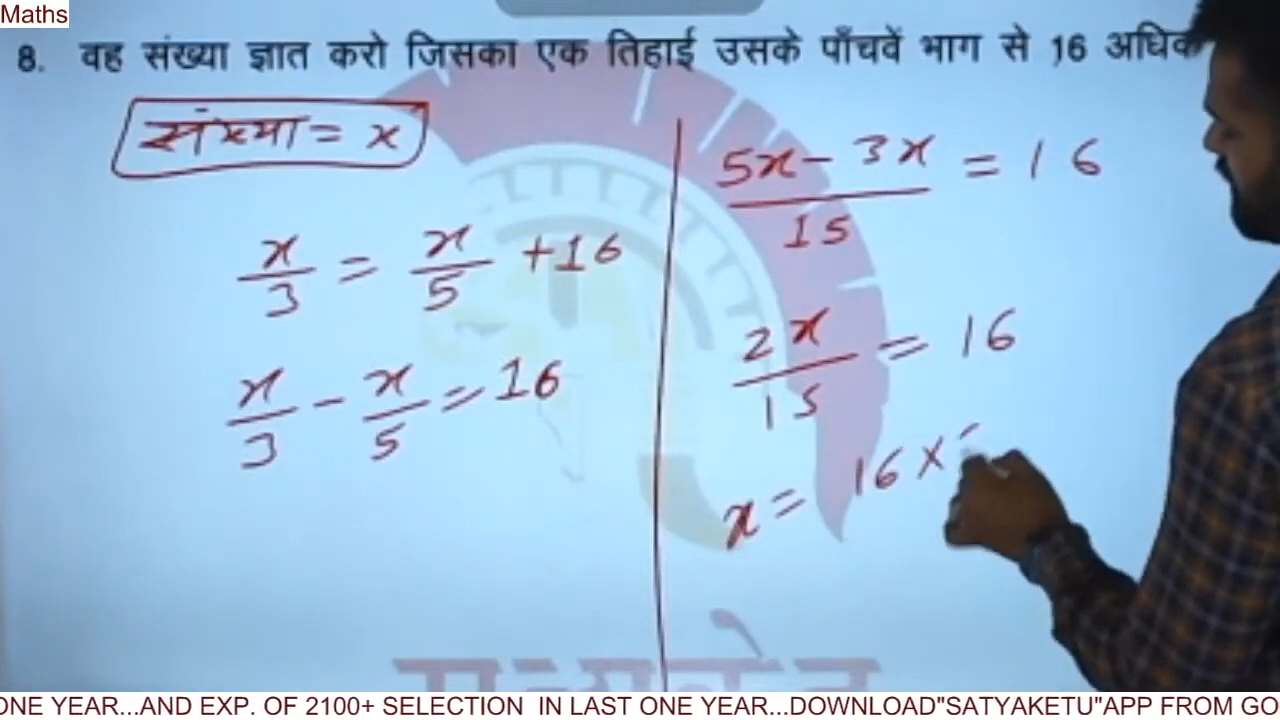 Maths
8. वह संख्या ज्ञात करो जिसका एक तिहाई उसके पाँचवें भाग से 16 अधिक
संख्या = x
x/3 = x/5 + 16
x/3 - x/5 = 16
5x - 3x / 15 = 16
2x / 15 = 16
x = 16 ×
ONE YEAR...AND EXP. OF 2100+ SELECTION IN LAST ONE YEAR...DOWNLOAD"SATYAKETU"APP FROM GO